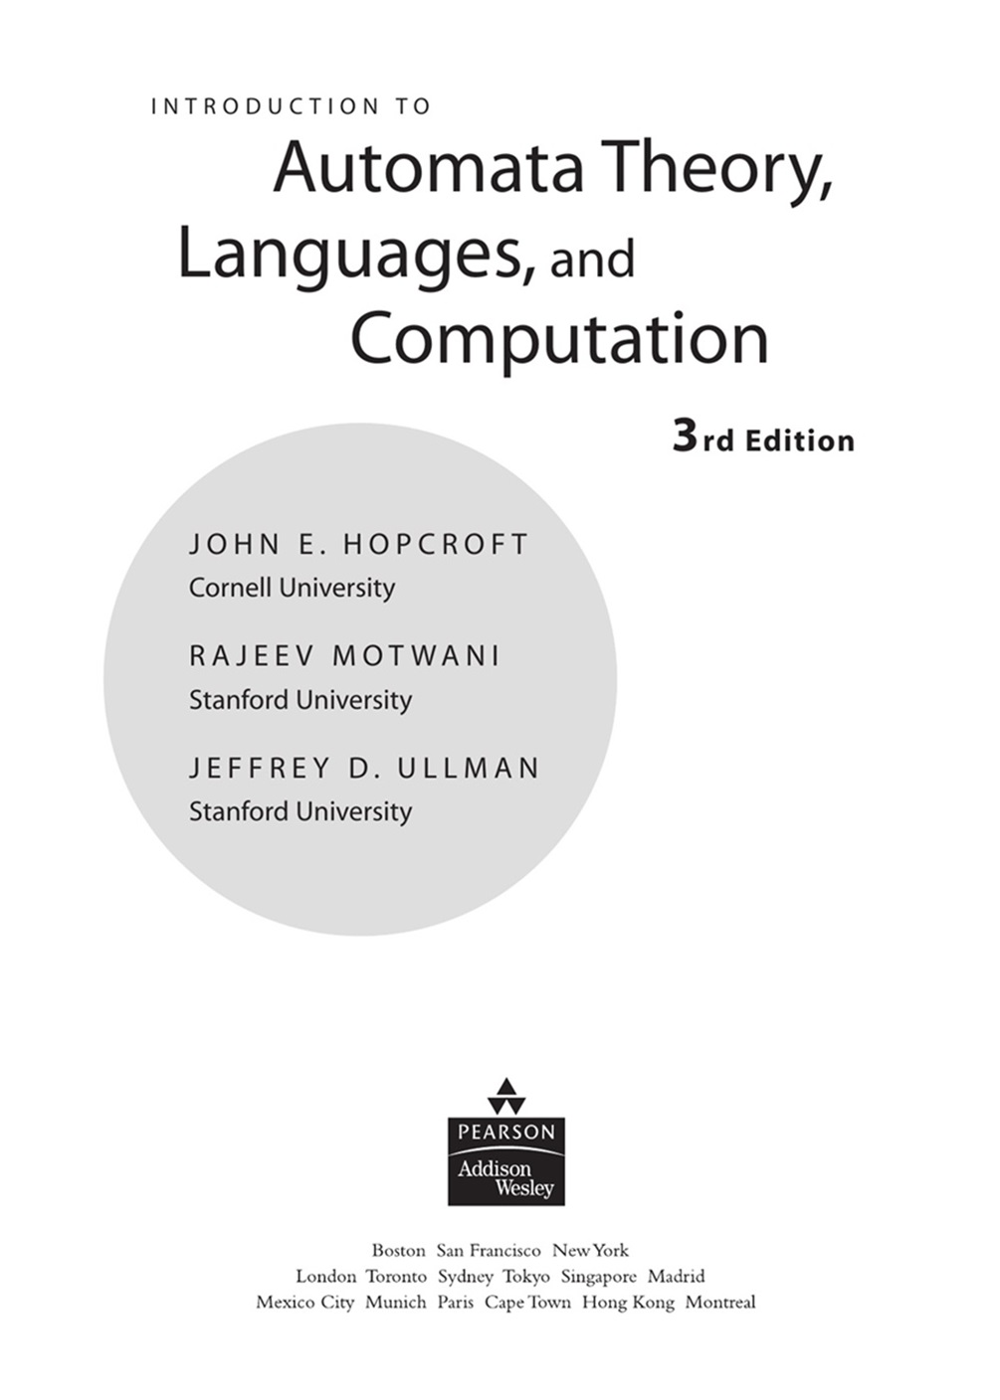 INTRODUCTION TO
Automata Theory,
Languages, and
Computation
3rd Edition
JOHN E. HOPCROFT
Cornell University
RAJEEV MOTWANI
Stanford University
JEFFREY D. ULLMAN
Stanford University
PEARSON
Addison
Wesley
Boston San Francisco New York
London Toronto Sydney Tokyo Singapore Madrid
Mexico City Munich Paris Cape Town Hong Kong Montreal